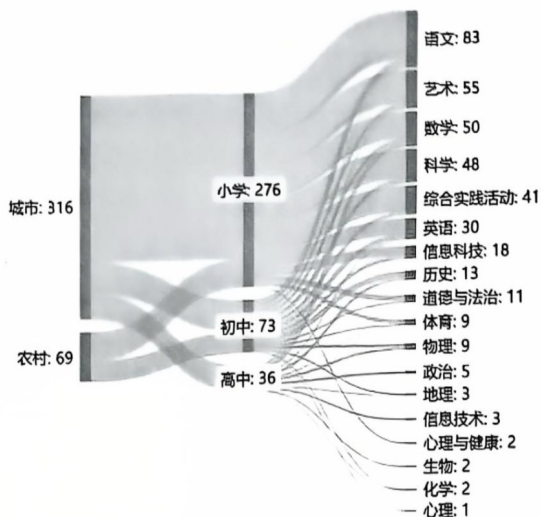 城市: 316
农村: 69
小学: 276
初中: 73
高中: 36
语文: 83
艺术: 55
数学: 50
科学: 48
综合实践活动: 41
英语: 30
信息科技: 18
历史: 13
道德与法治: 11
体育: 9
物理: 9
政治: 5
地理: 3
信息技术: 3
心理与健康: 2
生物: 2
化学: 2
心理: 1